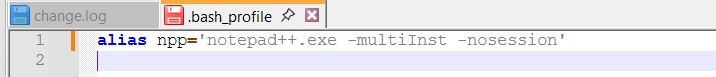 change.log .bash_profile
1 alias npp='notepad++.exe -multiInst -nosession'
2